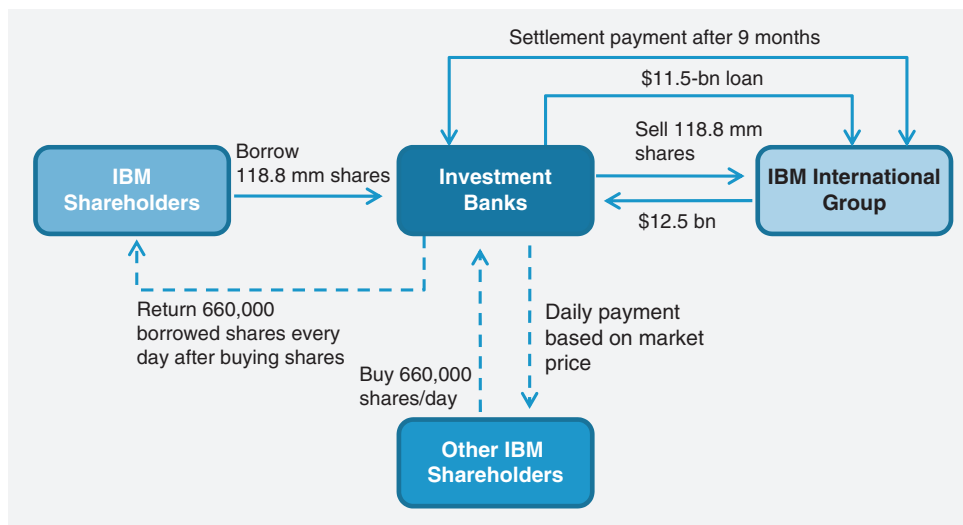 Settlement payment after 9 months
$11.5-bn loan
Sell 118.8 mm
shares
Borrow
118.8 mm shares
IBM
Shareholders
Investment
Banks
IBM International
Group
$12.5 bn
Return 660,000
borrowed shares every
day after buying shares
Daily payment
based on market
price
Buy 660,000
shares/day
Other IBM
Shareholders